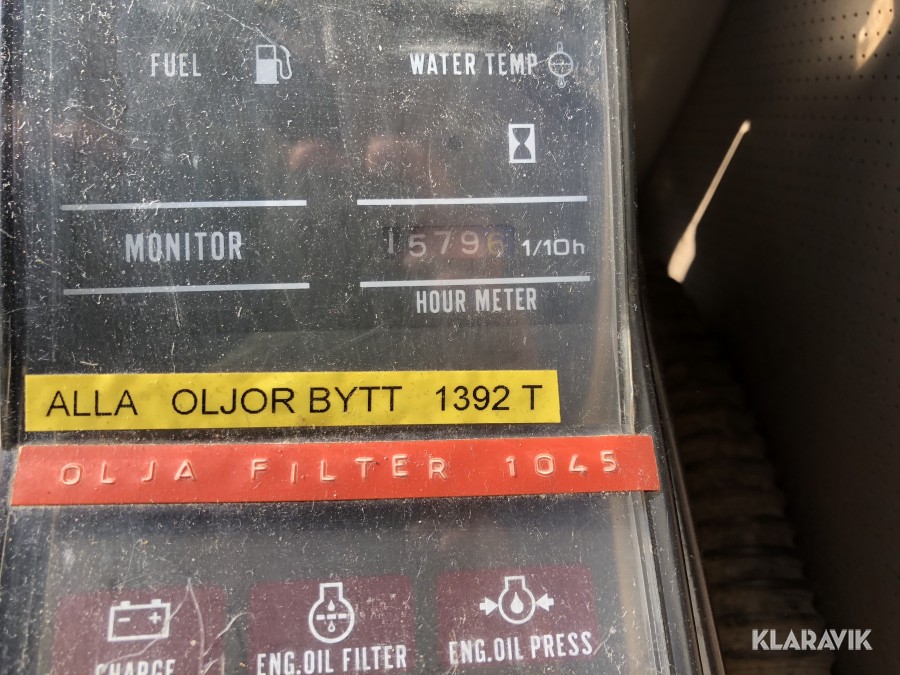 FUEL
WATER TEMP
MONITOR
15796 1/10h
HOUR METER
ALLA OLJOR BYTT 1392 T
OLJA FILTER 1045
CHARGE
ENG.OIL FILTER
ENG.OIL PRESS
KLARAVIK